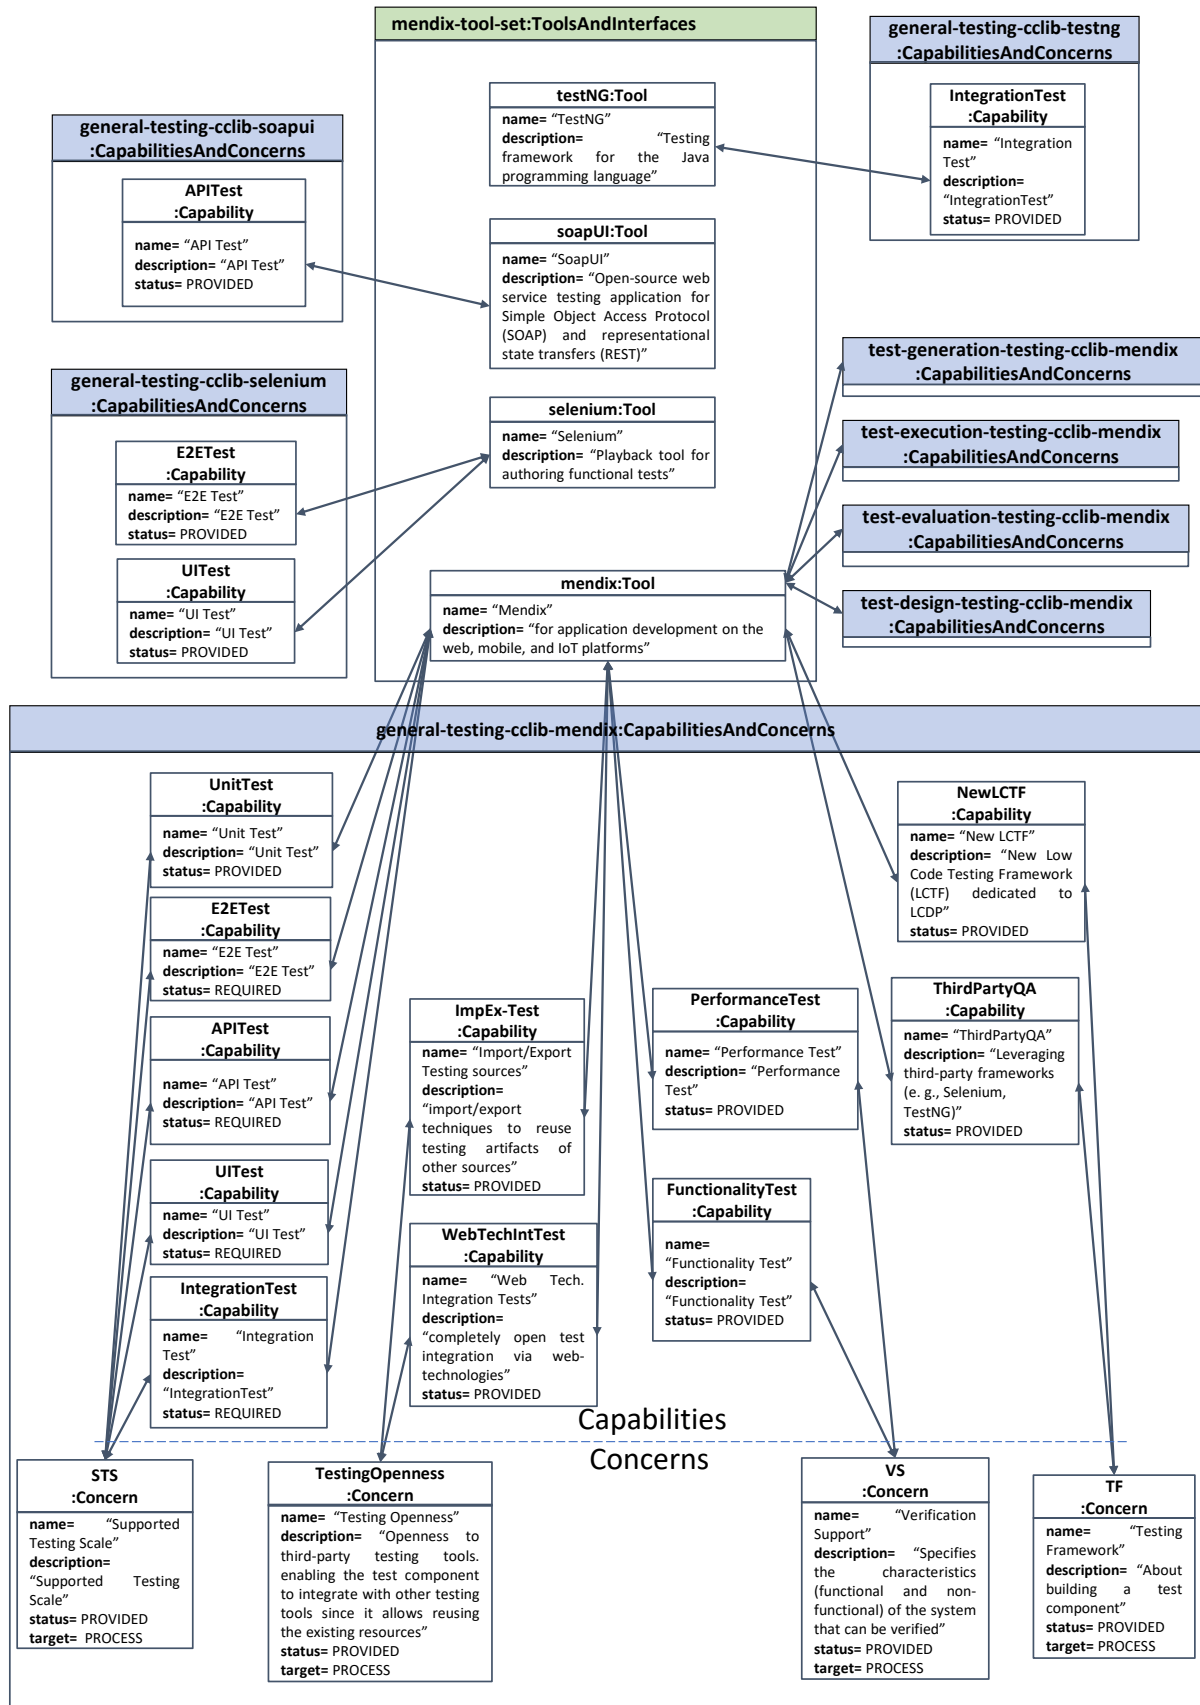 mendix-tool-set:ToolsAndInterfaces
general-testing-cclib-testng
:CapabilitiesAndConcerns
testNG:Tool
name= “TestNG”
description= “Testing
framework for the Java
programming language”
IntegrationTest
:Capability
name= “Integration
Test”
description=
“IntegrationTest”
status= PROVIDED
general-testing-cclib-soapui
:CapabilitiesAndConcerns
APITest
:Capability
name= “API Test”
description= “API Test”
status= PROVIDED
soapUI:Tool
name= “SoapUI”
description= “Open-source web
service testing application for
Simple Object Access Protocol
(SOAP) and representational
state transfers (REST)”
general-testing-cclib-selenium
:CapabilitiesAndConcerns
E2ETest
:Capability
name= “E2E Test”
description= “E2E Test”
status= PROVIDED
UITest
:Capability
name= “UI Test”
description= “UI Test”
status= PROVIDED
selenium:Tool
name= “Selenium”
description= “Playback tool for
authoring functional tests”
test-generation-testing-cclib-mendix
:CapabilitiesAndConcerns
test-execution-testing-cclib-mendix
:CapabilitiesAndConcerns
test-evaluation-testing-cclib-mendix
:CapabilitiesAndConcerns
test-design-testing-cclib-mendix
:CapabilitiesAndConcerns
mendix:Tool
name= “Mendix”
description= “for application development on the
web, mobile, and IoT platforms”
general-testing-cclib-mendix:CapabilitiesAndConcerns
UnitTest
:Capability
name= “Unit Test”
description= “Unit Test”
status= PROVIDED
E2ETest
:Capability
name= “E2E Test”
description= “E2E Test”
status= REQUIRED
APITest
:Capability
name= “API Test”
description= “API Test”
status= REQUIRED
UITest
:Capability
name= “UI Test”
description= “UI Test”
status= REQUIRED
IntegrationTest
:Capability
name= “Integration
Test”
description=
“IntegrationTest”
status= REQUIRED
ImpEx-Test
:Capability
name= “Import/Export
Testing sources”
description=
“import/export
techniques to reuse
testing artifacts of
other sources”
status= PROVIDED
WebTechIntTest
:Capability
name= “Web Tech.
Integration Tests”
description=
“completely open test
integration via web-
technologies”
status= PROVIDED
PerformanceTest
:Capability
name= “Performance Test”
description= “Performance
Test”
status= PROVIDED
FunctionalityTest
:Capability
name=
“Functionality Test”
description=
“Functionality Test”
status= PROVIDED
NewLCTF
:Capability
name= “New LCTF”
description= “New Low
Code Testing Framework
(LCTF) dedicated to
LCDP”
status= PROVIDED
ThirdPartyQA
:Capability
name= “ThirdPartyQA”
description= “Leveraging
third-party frameworks
(e. g., Selenium,
TestNG)”
status= PROVIDED
Capabilities
Concerns
STS
:Concern
name= “Supported
Testing Scale”
description=
“Supported Testing
Scale”
status= PROVIDED
target= PROCESS
TestingOpenness
:Concern
name= “Testing Openness”
description= “Openness to
third-party testing tools.
enabling the test component
to integrate with other testing
tools since it allows reusing
the existing resources”
status= PROVIDED
target= PROCESS
VS
:Concern
name= “Verification
Support”
description= “Specifies
the characteristics
(functional and non-
functional) of the system
that can be verified”
status= PROVIDED
target= PROCESS
TF
:Concern
name= “Testing
Framework”
description= “About
building a test
component”
status= PROVIDED
target= PROCESS